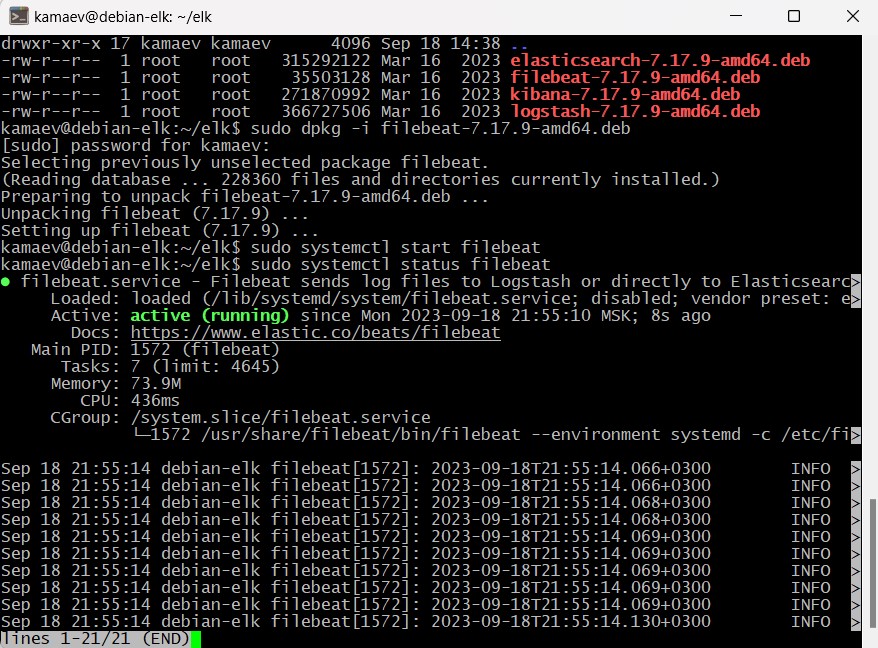 kamaev@debian-elk: ~/elk
drwxr-xr-x 17 kamaev kamaev      4096 Sep 18 14:38 ..
-rw-r--r--  1 root   root   315292122 Mar 16  2023 elasticsearch-7.17.9-amd64.deb
-rw-r--r--  1 root   root    35503128 Mar 16  2023 filebeat-7.17.9-amd64.deb
-rw-r--r--  1 root   root   271870992 Mar 16  2023 kibana-7.17.9-amd64.deb
-rw-r--r--  1 root   root   366727506 Mar 16  2023 logstash-7.17.9-amd64.deb
kamaev@debian-elk:~/elk$ sudo dpkg -i filebeat-7.17.9-amd64.deb
[sudo] password for kamaev:
Selecting previously unselected package filebeat.
(Reading database ... 228360 files and directories currently installed.)
Preparing to unpack filebeat-7.17.9-amd64.deb ...
Unpacking filebeat (7.17.9) ...
Setting up filebeat (7.17.9) ...
kamaev@debian-elk:~/elk$ sudo systemctl start filebeat
kamaev@debian-elk:~/elk$ sudo systemctl status filebeat
● filebeat.service - Filebeat sends log files to Logstash or directly to Elasticsearc>
     Loaded: loaded (/lib/systemd/system/filebeat.service; disabled; vendor preset: e>
     Active: active (running) since Mon 2023-09-18 21:55:10 MSK; 8s ago
       Docs: https://www.elastic.co/beats/filebeat
   Main PID: 1572 (filebeat)
      Tasks: 7 (limit: 4645)
     Memory: 73.9M
        CPU: 436ms
     CGroup: /system.slice/filebeat.service
             └─1572 /usr/share/filebeat/bin/filebeat --environment systemd -c /etc/fi>
Sep 18 21:55:14 debian-elk filebeat[1572]: 2023-09-18T21:55:14.066+0300        INFO  >
Sep 18 21:55:14 debian-elk filebeat[1572]: 2023-09-18T21:55:14.066+0300        INFO  >
Sep 18 21:55:14 debian-elk filebeat[1572]: 2023-09-18T21:55:14.068+0300        INFO  >
Sep 18 21:55:14 debian-elk filebeat[1572]: 2023-09-18T21:55:14.068+0300        INFO  >
Sep 18 21:55:14 debian-elk filebeat[1572]: 2023-09-18T21:55:14.069+0300        INFO  >
Sep 18 21:55:14 debian-elk filebeat[1572]: 2023-09-18T21:55:14.069+0300        INFO  >
Sep 18 21:55:14 debian-elk filebeat[1572]: 2023-09-18T21:55:14.069+0300        INFO  >
Sep 18 21:55:14 debian-elk filebeat[1572]: 2023-09-18T21:55:14.069+0300        INFO  >
Sep 18 21:55:14 debian-elk filebeat[1572]: 2023-09-18T21:55:14.069+0300        INFO  >
Sep 18 21:55:14 debian-elk filebeat[1572]: 2023-09-18T21:55:14.130+0300        INFO  >
lines 1-21/21 (END)